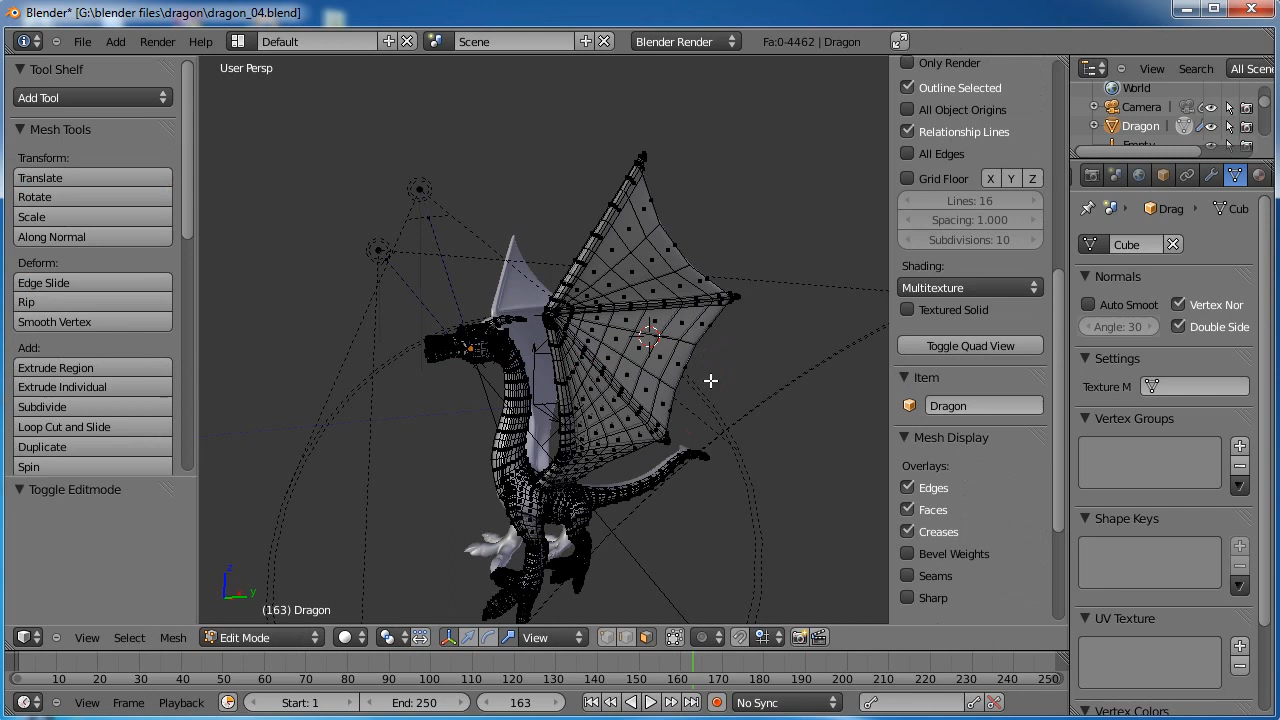 Blender* [G:\blender files\dragon\dragon_04.blend]
File Add Render Help Default Scene Blender Render Fa:0-4462 | Dragon
View Search All Scene
Tool Shelf
Add Tool
Mesh Tools
Transform:
Translate
Rotate
Scale
Along Normal
Deform:
Edge Slide
Rip
Smooth Vertex
Add:
Extrude Region
Extrude Individual
Subdivide
Loop Cut and Slide
Duplicate
Spin
Toggle Editmode
User Persp
z
y
(163) Dragon
Only Render
Outline Selected
All Object Origins
Relationship Lines
All Edges
Grid Floor X Y Z
Lines: 16
Spacing: 1.000
Subdivisions: 10
Shading:
Multitexture
Textured Solid
Toggle Quad View
Item
Dragon
Mesh Display
Overlays:
Edges
Faces
Creases
Bevel Weights
Seams
Sharp
World
Camera
Dragon
Empty
Drag Cub
Cube
Normals
Auto Smoot Vertex Nor
Angle: 30 Double Side
Settings
Texture M
Vertex Groups
Shape Keys
UV Texture
Vertex Colors
View Select Mesh Edit Mode View
10 20 30 40 50 60 70 80 90 100 110 120 130 140 150 160 170 180 190 200 210 220 230 240 250
View Frame Playback Start: 1 End: 250 163 No Sync